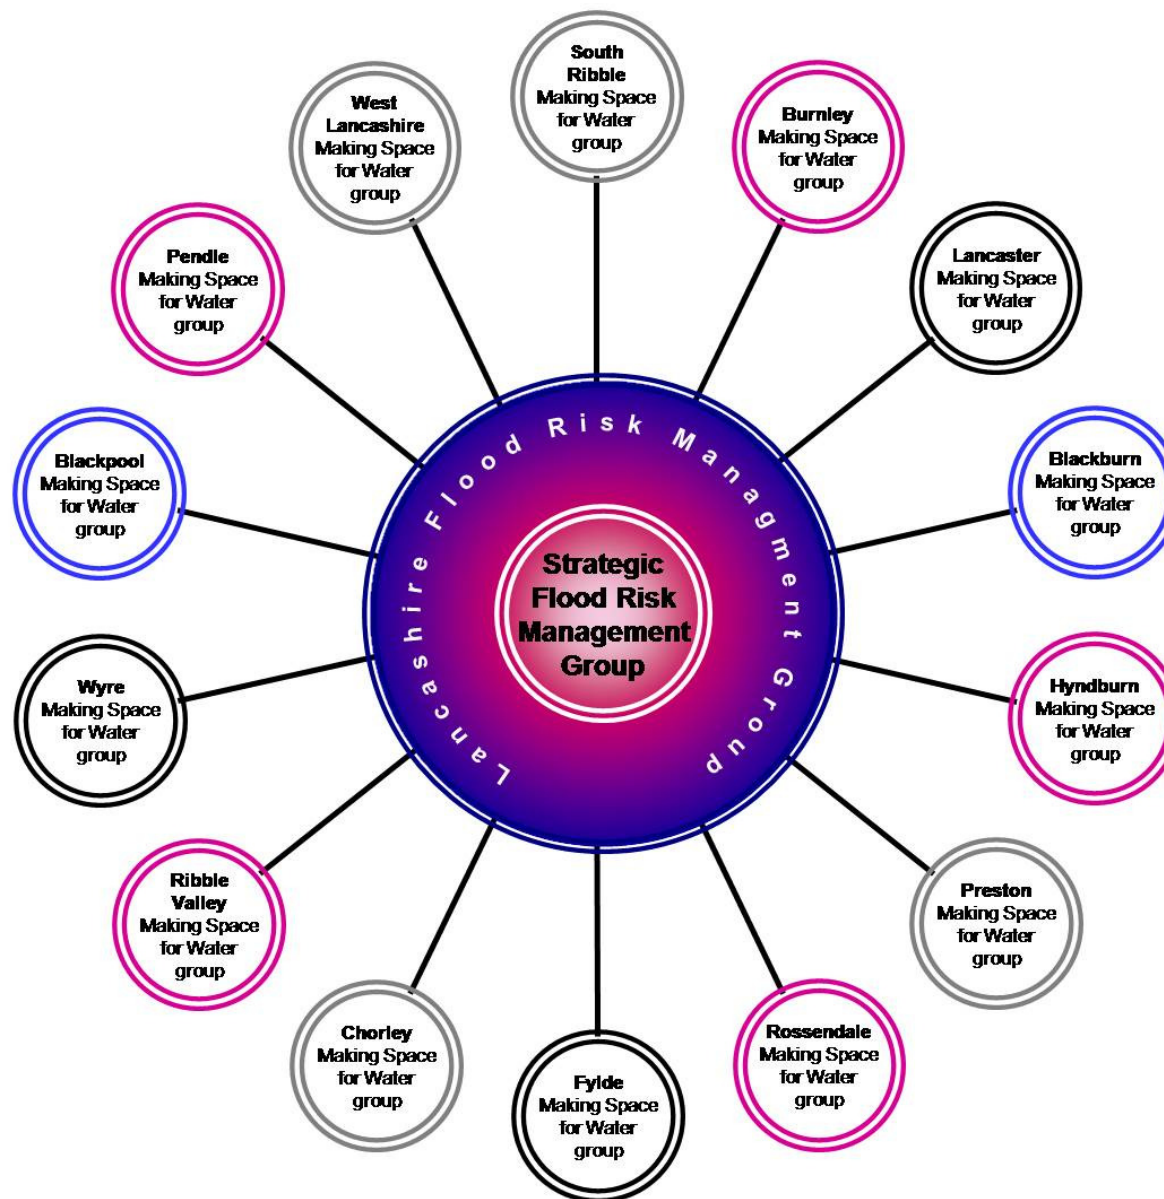 South
Ribble
Making Space
for Water
group
Burnley
Making Space
for Water
group
Lancaster
Making Space
for Water
group
Blackburn
Making Space
for Water
group
Hyndburn
Making Space
for Water
group
Preston
Making Space
for Water
group
Rossendale
Making Space
for Water
group
Fylde
Making Space
for Water
group
Chorley
Making Space
for Water
group
Ribble
Valley
Making Space
for Water
group
Wyre
Making Space
for Water
group
Blackpool
Making Space
for Water
group
Pendle
Making Space
for Water
group
West
Lancashire
Making Space
for Water
group
Lancashire Flood Risk Managment Group
Strategic
Flood Risk
Management
Group